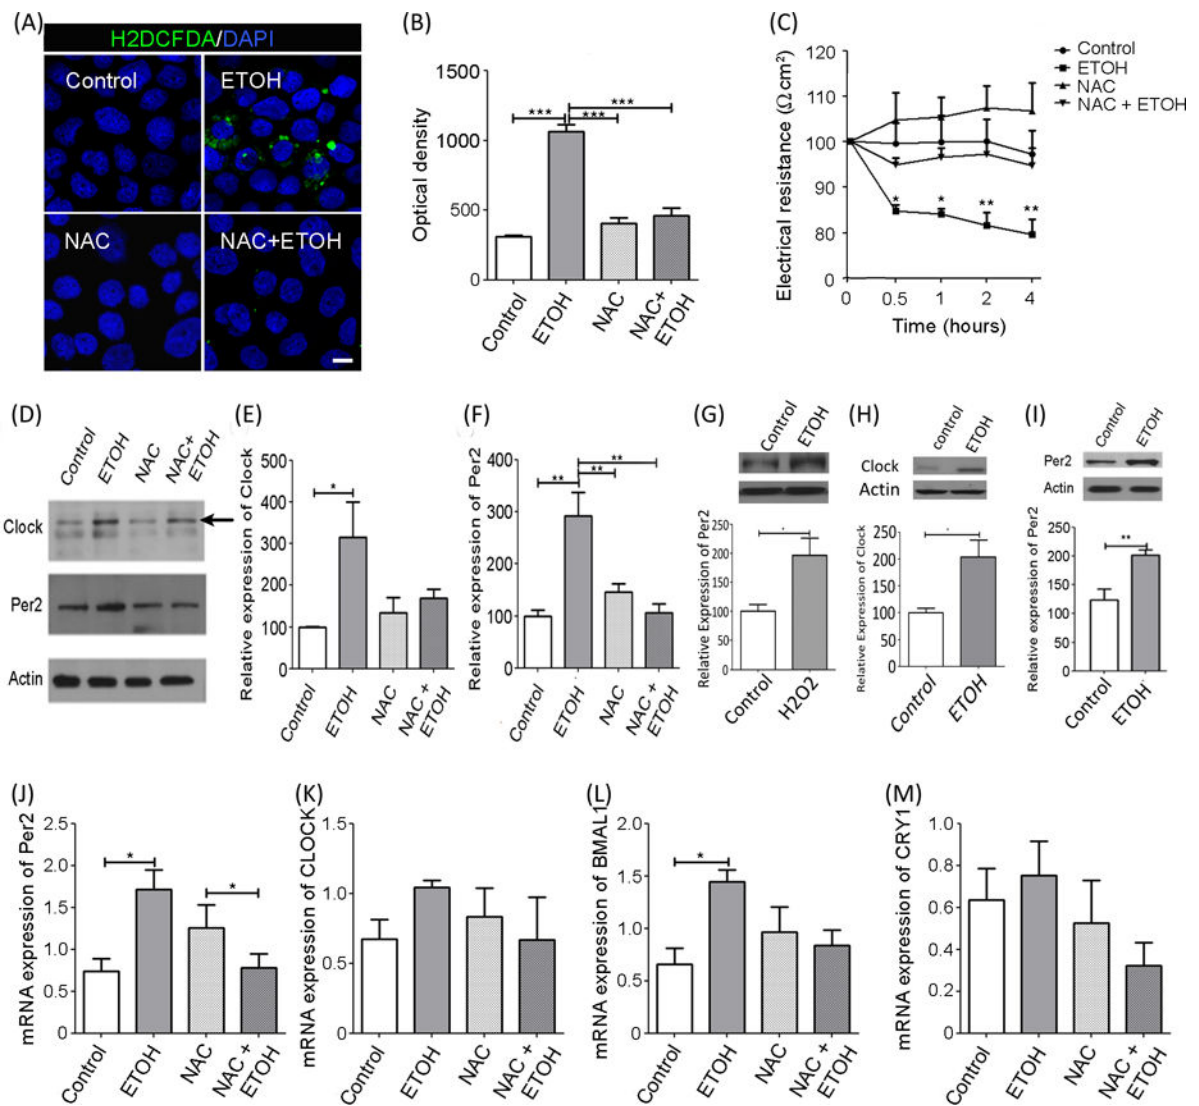 (A)
H2DCFDA/DAPI
Control
ETOH
NAC
NAC+ETOH
(B)
Optical density
1500
1000
500
0
***
***
***
Control
ETOH
NAC
NAC+
ETOH
(C)
Electrical resistance (Ωcm²)
120
110
100
90
80
0
*
*
**
**
0
0.5
1
2
4
Time (hours)
Control
ETOH
NAC
NAC + ETOH
(D)
Control
ETOH
NAC
NAC+
ETOH
Clock
Per2
Actin
(E)
Relative expression of Clock
500
400
300
200
100
0
*
Control
ETOH
NAC
NAC +
ETOH
(F)
Relative expression of Per2
400
300
200
100
0
**
**
**
Control
ETOH
NAC
NAC +
ETOH
(G)
Control
ETOH
Relative Expression of Per2
250
200
150
100
50
0
Control
H2O2
(H)
control
ETOH
Clock
Actin
Relative Expression of Clock
250
200
150
100
50
0
Control
ETOH
(I)
Control
ETOH
Per2
Actin
Relative expression of Per2
250
200
150
100
50
0
**
Control
ETOH
(J)
mRNA expression of Per2
2.5
2.0
1.5
1.0
0.5
0
*
*
Control
ETOH
NAC
NAC +
ETOH
(K)
mRNA expression of CLOCK
1.5
1.0
0.5
0
Control
ETOH
NAC
NAC +
ETOH
(L)
mRNA expression of BMAL1
2.0
1.5
1.0
0.5
0
*
Control
ETOH
NAC
NAC +
ETOH
(M)
mRNA expression of CRY1
1.0
0.8
0.6
0.4
0.2
0
Control
ETOH
NAC
NAC +
ETOH